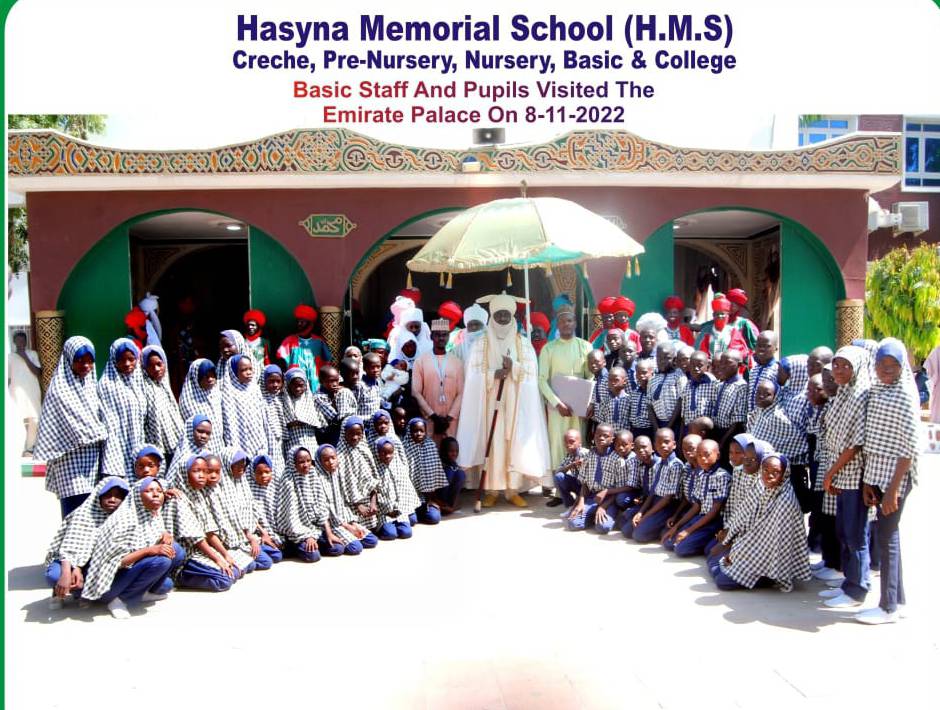 Hasyna Memorial School (H.M.S)
Creche, Pre-Nursery, Nursery, Basic & College
Basic Staff And Pupils Visited The
Emirate Palace On 8-11-2022
محمد